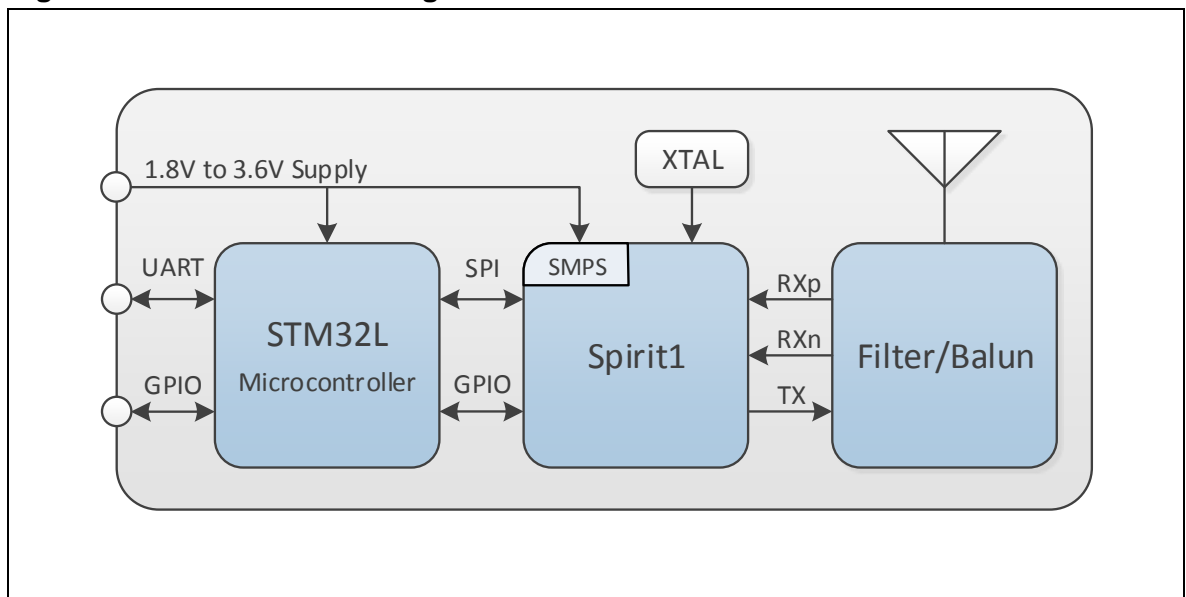 1.8V to 3.6V Supply
XTAL
UART
SPI
SMPS
RXp
STM32L
Microcontroller
Spirit1
RXn
Filter/Balun
GPIO
GPIO
TX